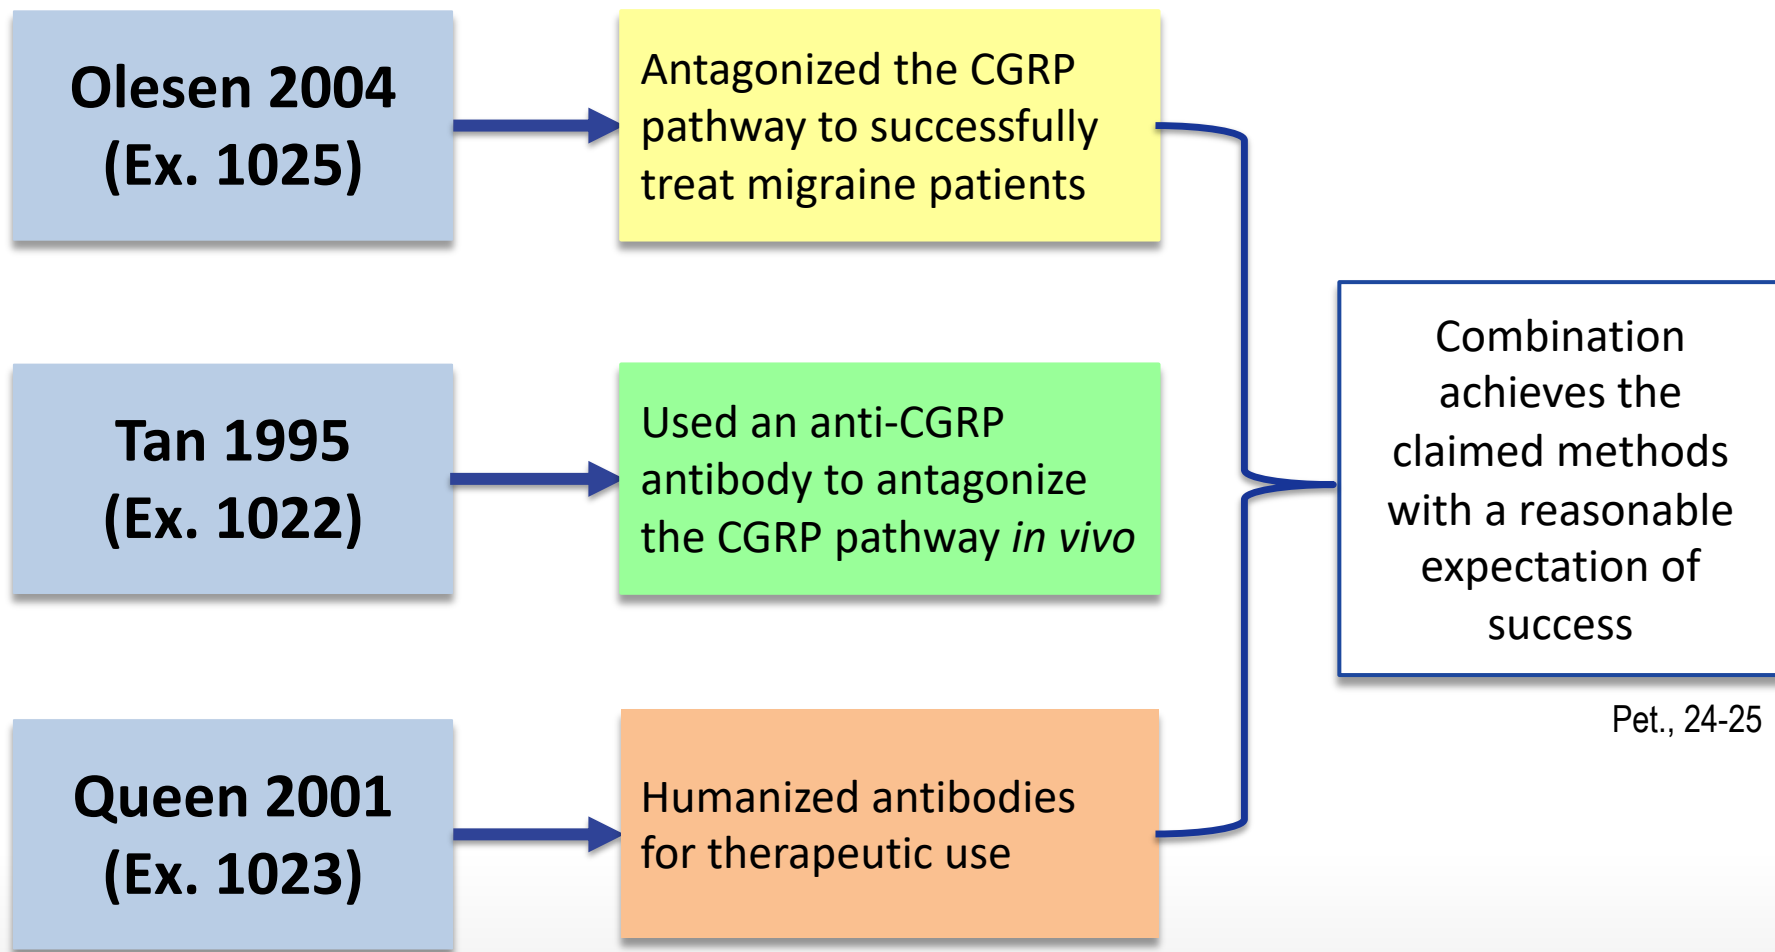 Olesen 2004
(Ex. 1025)
Antagonized the CGRP
pathway to successfully
treat migraine patients
Tan 1995
(Ex. 1022)
Used an anti-CGRP
antibody to antagonize
the CGRP pathway in vivo
Queen 2001
(Ex. 1023)
Humanized antibodies
for therapeutic use
Combination
achieves the
claimed methods
with a reasonable
expectation of
success
Pet., 24-25